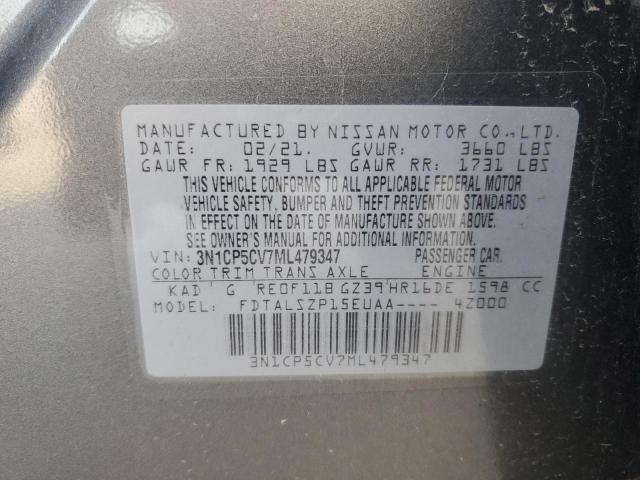 MANUFACTURED BY NISSAN MOTOR CO.,LTD.
DATE: 02/21. GVWR: 3660 LBS
GAWR FR: 1929 LBS GAWR RR: 1731 LBS
THIS VEHICLE CONFORMS TO ALL APPLICABLE FEDERAL MOTOR
VEHICLE SAFETY, BUMPER AND THEFT PREVENTION STANDARDS
IN EFFECT ON THE DATE OF MANUFACTURE SHOWN ABOVE.
SEE OWNER'S MANUAL FOR ADDITIONAL INFORMATION.
VIN: 3N1CP5CV7ML479347 PASSENGER CAR.
COLOR TRIM TRANS AXLE ENGINE
KAD ' G ' RE0F11B GZ39 ' HR16DE 1598 CC
MODEL: FDTALSZP15EUAA---- 4Z000
3N1CP5CV7ML479347